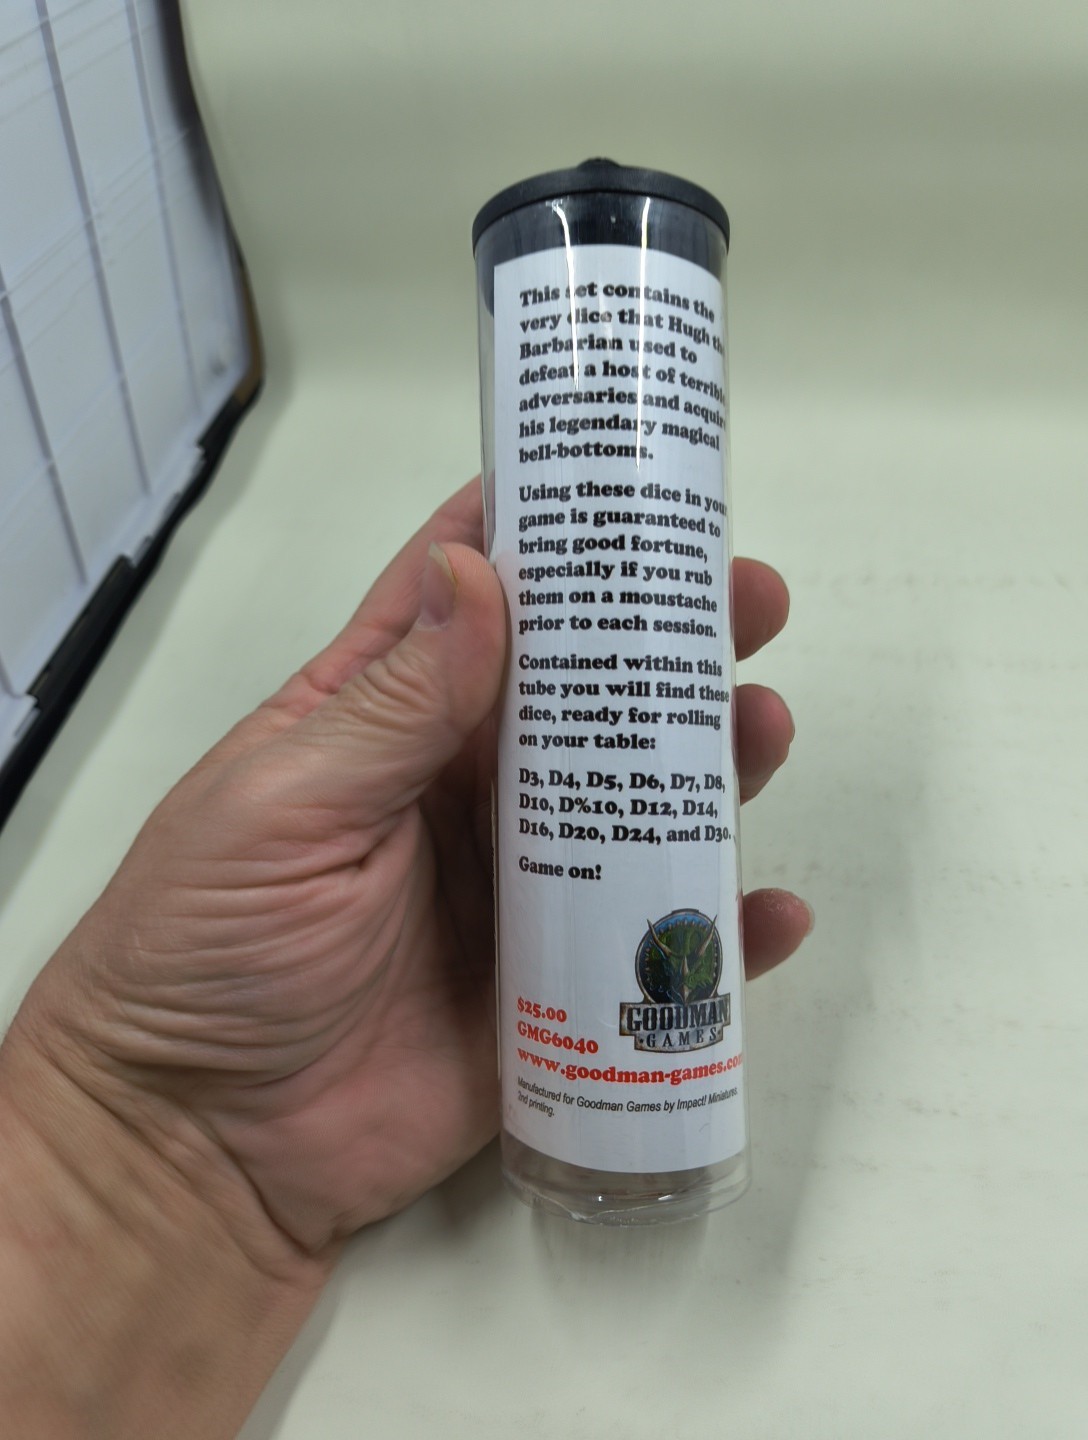 This set contains the
very dice that Hugh the
Barbarian used to
defeat a host of terrible
adversaries and acquire
his legendary magical
bell-bottoms.
Using these dice in your
game is guaranteed to
bring good fortune,
especially if you rub
them on a moustache
prior to each session.
Contained within this
tube you will find these
dice, ready for rolling
on your table:
D3, D4, D5, D6, D7, D8,
D10, D%10, D12, D14,
D16, D20, D24, and D30.
Game on!
GOODMAN
GAMES
$25.00
GMG6040
www.goodman-games.com
Manufactured for Goodman Games by Impact! Miniatures.
2nd printing.